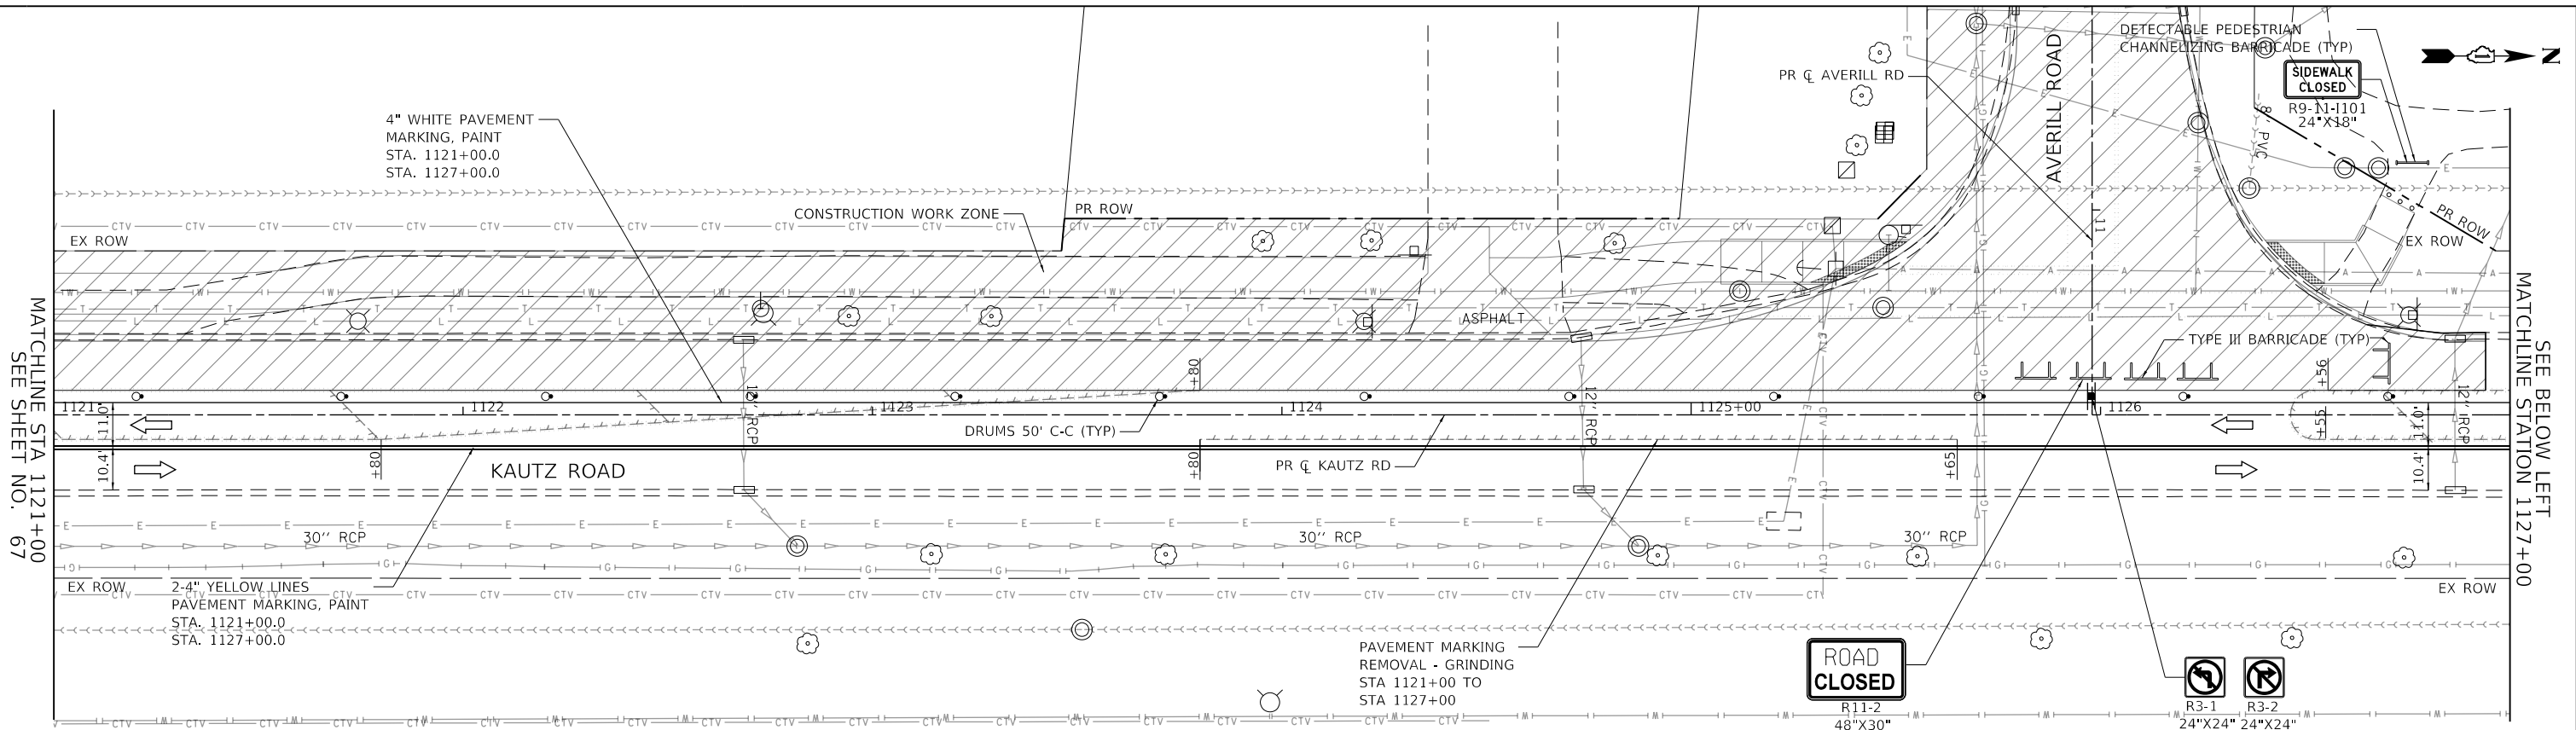 DETECTABLE PEDESTRIAN
CHANNELIZING BARRICADE (TYP)
SIDEWALK
CLOSED
R9-11-I101
24"X18"
N
AVERILL ROAD
PR ℄ AVERILL RD
8" PVC
4" WHITE PAVEMENT
MARKING, PAINT
STA. 1121+00.0
STA. 1127+00.0
CONSTRUCTION WORK ZONE
PR ROW
EX ROW
PR ROW
EX ROW
11
ASPHALT
TYPE III BARRICADE (TYP)
MATCHLINE STA 1121+00
SEE SHEET NO. 67
SEE BELOW LEFT
MATCHLINE STATION 1127+00
+80
+56
1121
1122
1123
1124
1125+00
1126
11.0'
12'' RCP
12'' RCP
12'' RCP
+55
11.0'
DRUMS 50' C-C (TYP)
10.4'
+80
KAUTZ ROAD
+80
PR ℄ KAUTZ RD
+65
10.4'
30'' RCP
30'' RCP
30'' RCP
EX ROW
EX ROW
2-4" YELLOW LINES
PAVEMENT MARKING, PAINT
STA. 1121+00.0
STA. 1127+00.0
PAVEMENT MARKING
REMOVAL - GRINDING
STA 1121+00 TO
STA 1127+00
ROAD
CLOSED
R11-2
48"X30"
R3-1
24"X24"
R3-2
24"X24"